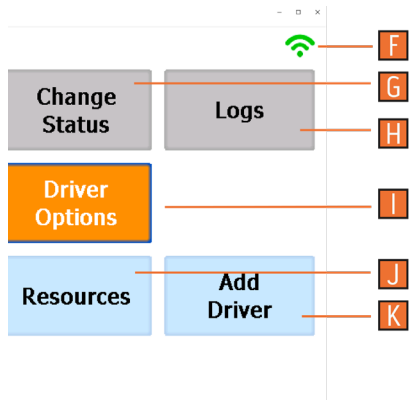 F
G
Change
Status
Logs
H
Driver
Options
I
J
Resources
Add
Driver
K